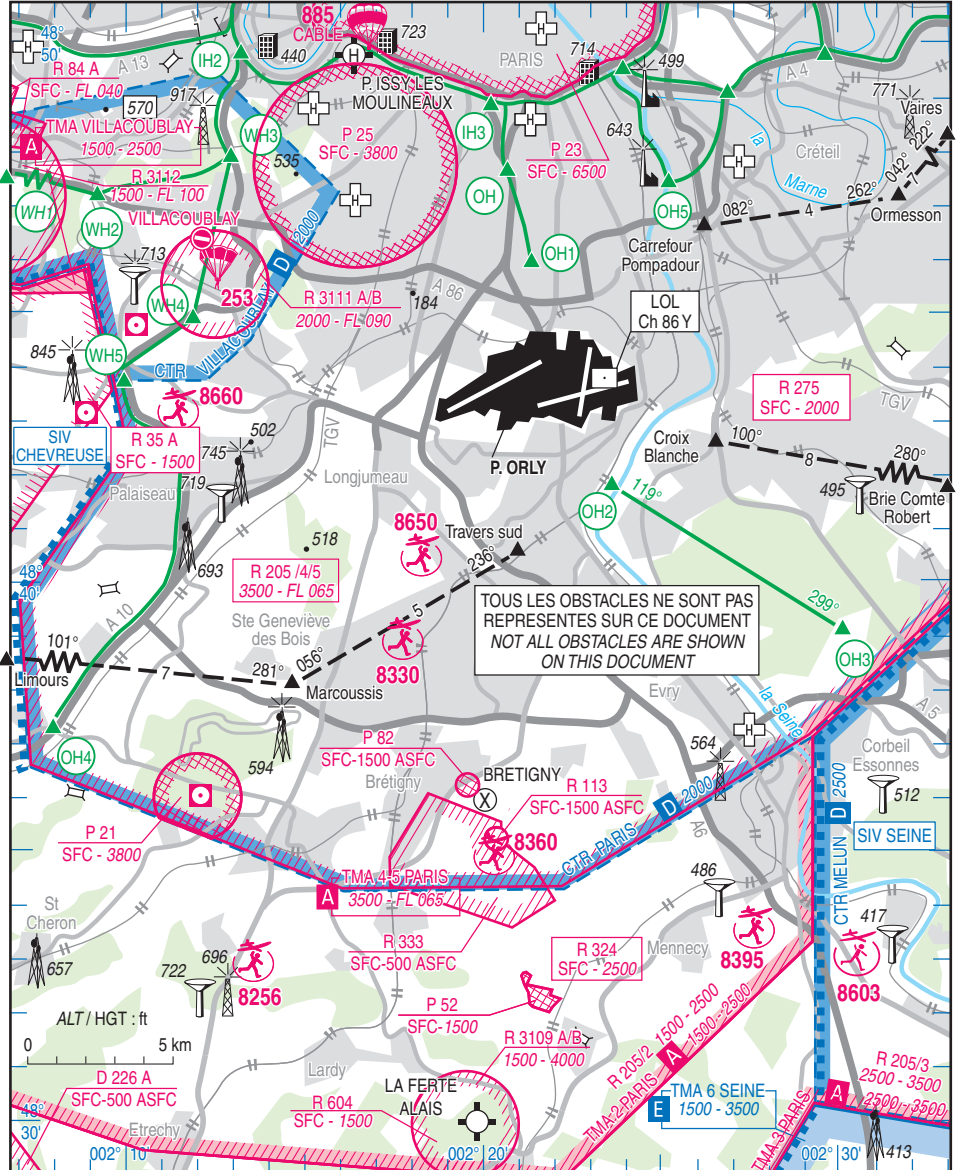 48°
50'
885
CABLE
723
PARIS
714
499
A 13
IH2
440
A 4
R 84 A
SFC - FL 040
P. ISSY LES
MOULINEAUX
771
Vaires
570
917
TMA VILLACOUBLAY
1500 - 2500
A
WH3
535
P 25
SFC - 3800
IH3
P 23
SFC - 6500
643
la
Marne
Créteil
222°
042°
7
R 3112
1500 - FL 100
WH1
WH2
VILLACOUBLAY
OH
OH5
082°
4
262°
Ormesson
713
2000
D
OH1
Carrefour
Pompadour
WH4
253
R 3111 A/B
2000 - FL 090
184
A 86
LOL
Ch 86 Y
845
WH5
CTR
VILLACOUBLAY
8660
R 275
SFC - 2000
TGV
TGV
SIV
CHEVREUSE
R 35 A
SFC - 1500
502
745
P. ORLY
Croix
Blanche
100°
8
280°
Palaiseau
719
Longjumeau
495
Brie Comte
Robert
OH2
119°
8650
Travers sud
236°
518
693
48°
40'
R 205 /4/5
3500 - FL 065
A 10
Ste Geneviève
des Bois
5
TOUS LES OBSTACLES NE SONT PAS
REPRESENTES SUR CE DOCUMENT
NOT ALL OBSTACLES ARE SHOWN
ON THIS DOCUMENT
299°
OH3
101°
Limours
7
281°
056°
Marcoussis
8330
Evry
la Seine
A 5
OH4
594
P 82
SFC-1500 ASFC
564
Corbeil
Essonnes
Brétigny
BRETIGNY
X
R 113
SFC-1500 ASFC
D
2000
512
P 21
SFC - 3800
8360
CTR PARIS
A6
D
2500
SIV SEINE
TMA 4-5 PARIS
3500 - FL 065
A
486
CTR MELUN
St
Cheron
657
R 333
SFC-500 ASFC
R 324
SFC - 2500
Mennecy
8395
417
696
722
8256
8603
P 52
SFC-1500
ALT / HGT : ft
0
5 km
R 3109 A/B
1500 - 4000
R 205/2 1500 - 2500
TMA 2 PARIS
A
1500 - 2500
D 226 A
SFC-500 ASFC
Lardy
LA FERTE
ALAIS
R 604
SFC - 1500
E
TMA 6 SEINE
1500 - 3500
R 205/3
2500 - 3500
A
2500 - 3500
TMA 3 PARIS
48°
30'
Etrechy
002° 10'
002° 20'
002° 30'
413